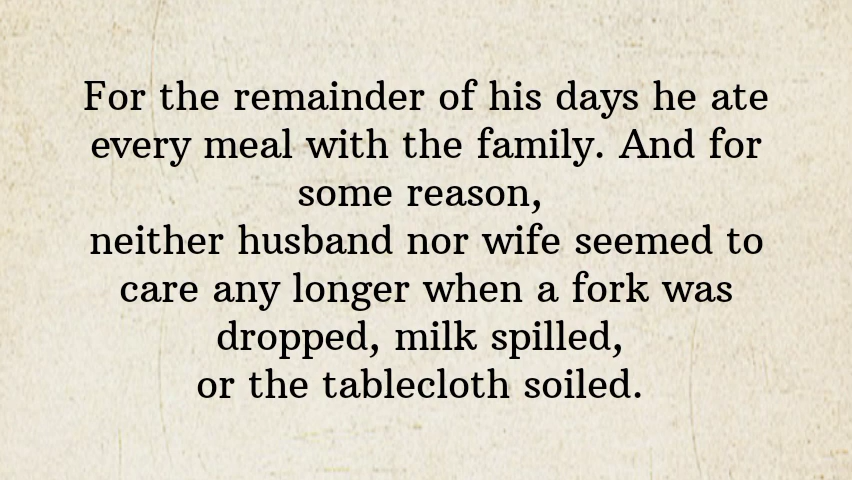 For the remainder of his days he ate
every meal with the family. And for
some reason,
neither husband nor wife seemed to
care any longer when a fork was
dropped, milk spilled,
or the tablecloth soiled.